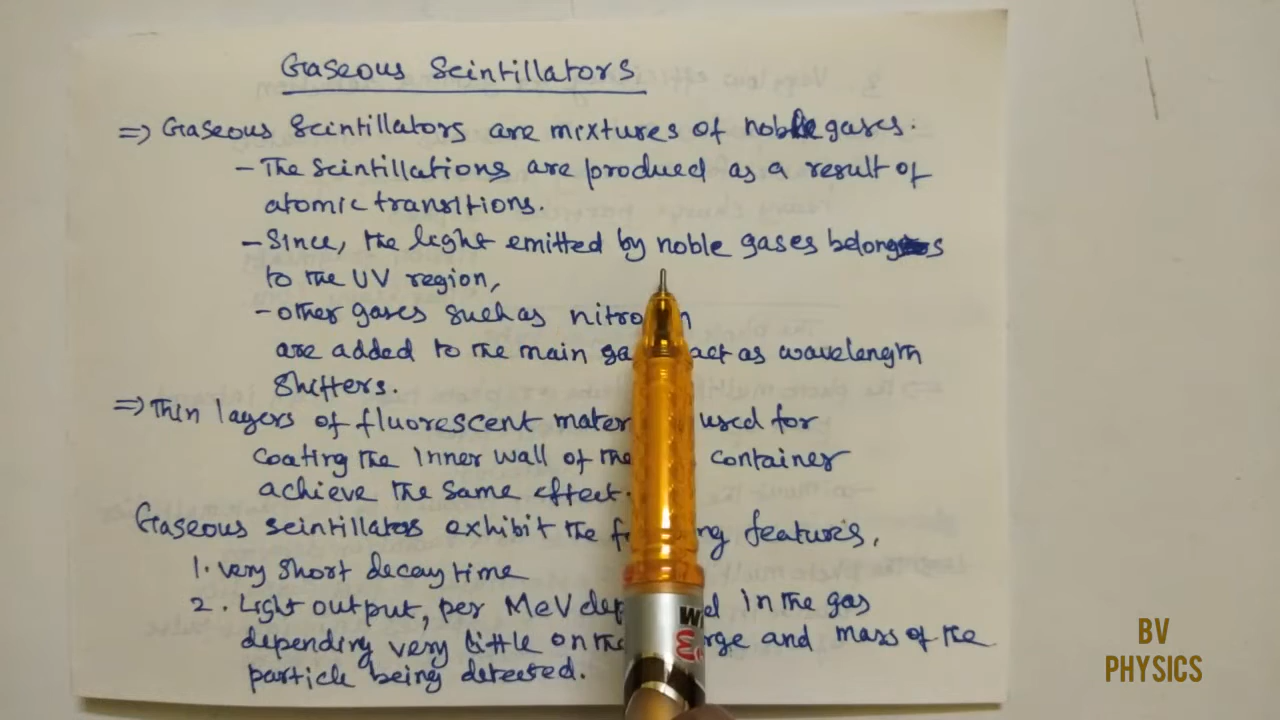 Gaseous Scintillators
=> Gaseous Scintillators are mixtures of noble gases.
- The scintillations are produced as a result of
atomic transitions.
- Since, the light emitted by noble gases belongs
to the UV region,
- other gases such as
are added to the main act as wavelength
shifters.
=> Thin layers of fluorescent used for
coating the inner wall of the container
achieve the same effect.
Gaseous scintillators exhibit the features,
1. very short decay time
2. Light output, per MeV in the gas
depending very little on the and mass of the
particle being detected.
BV
PHYSICS